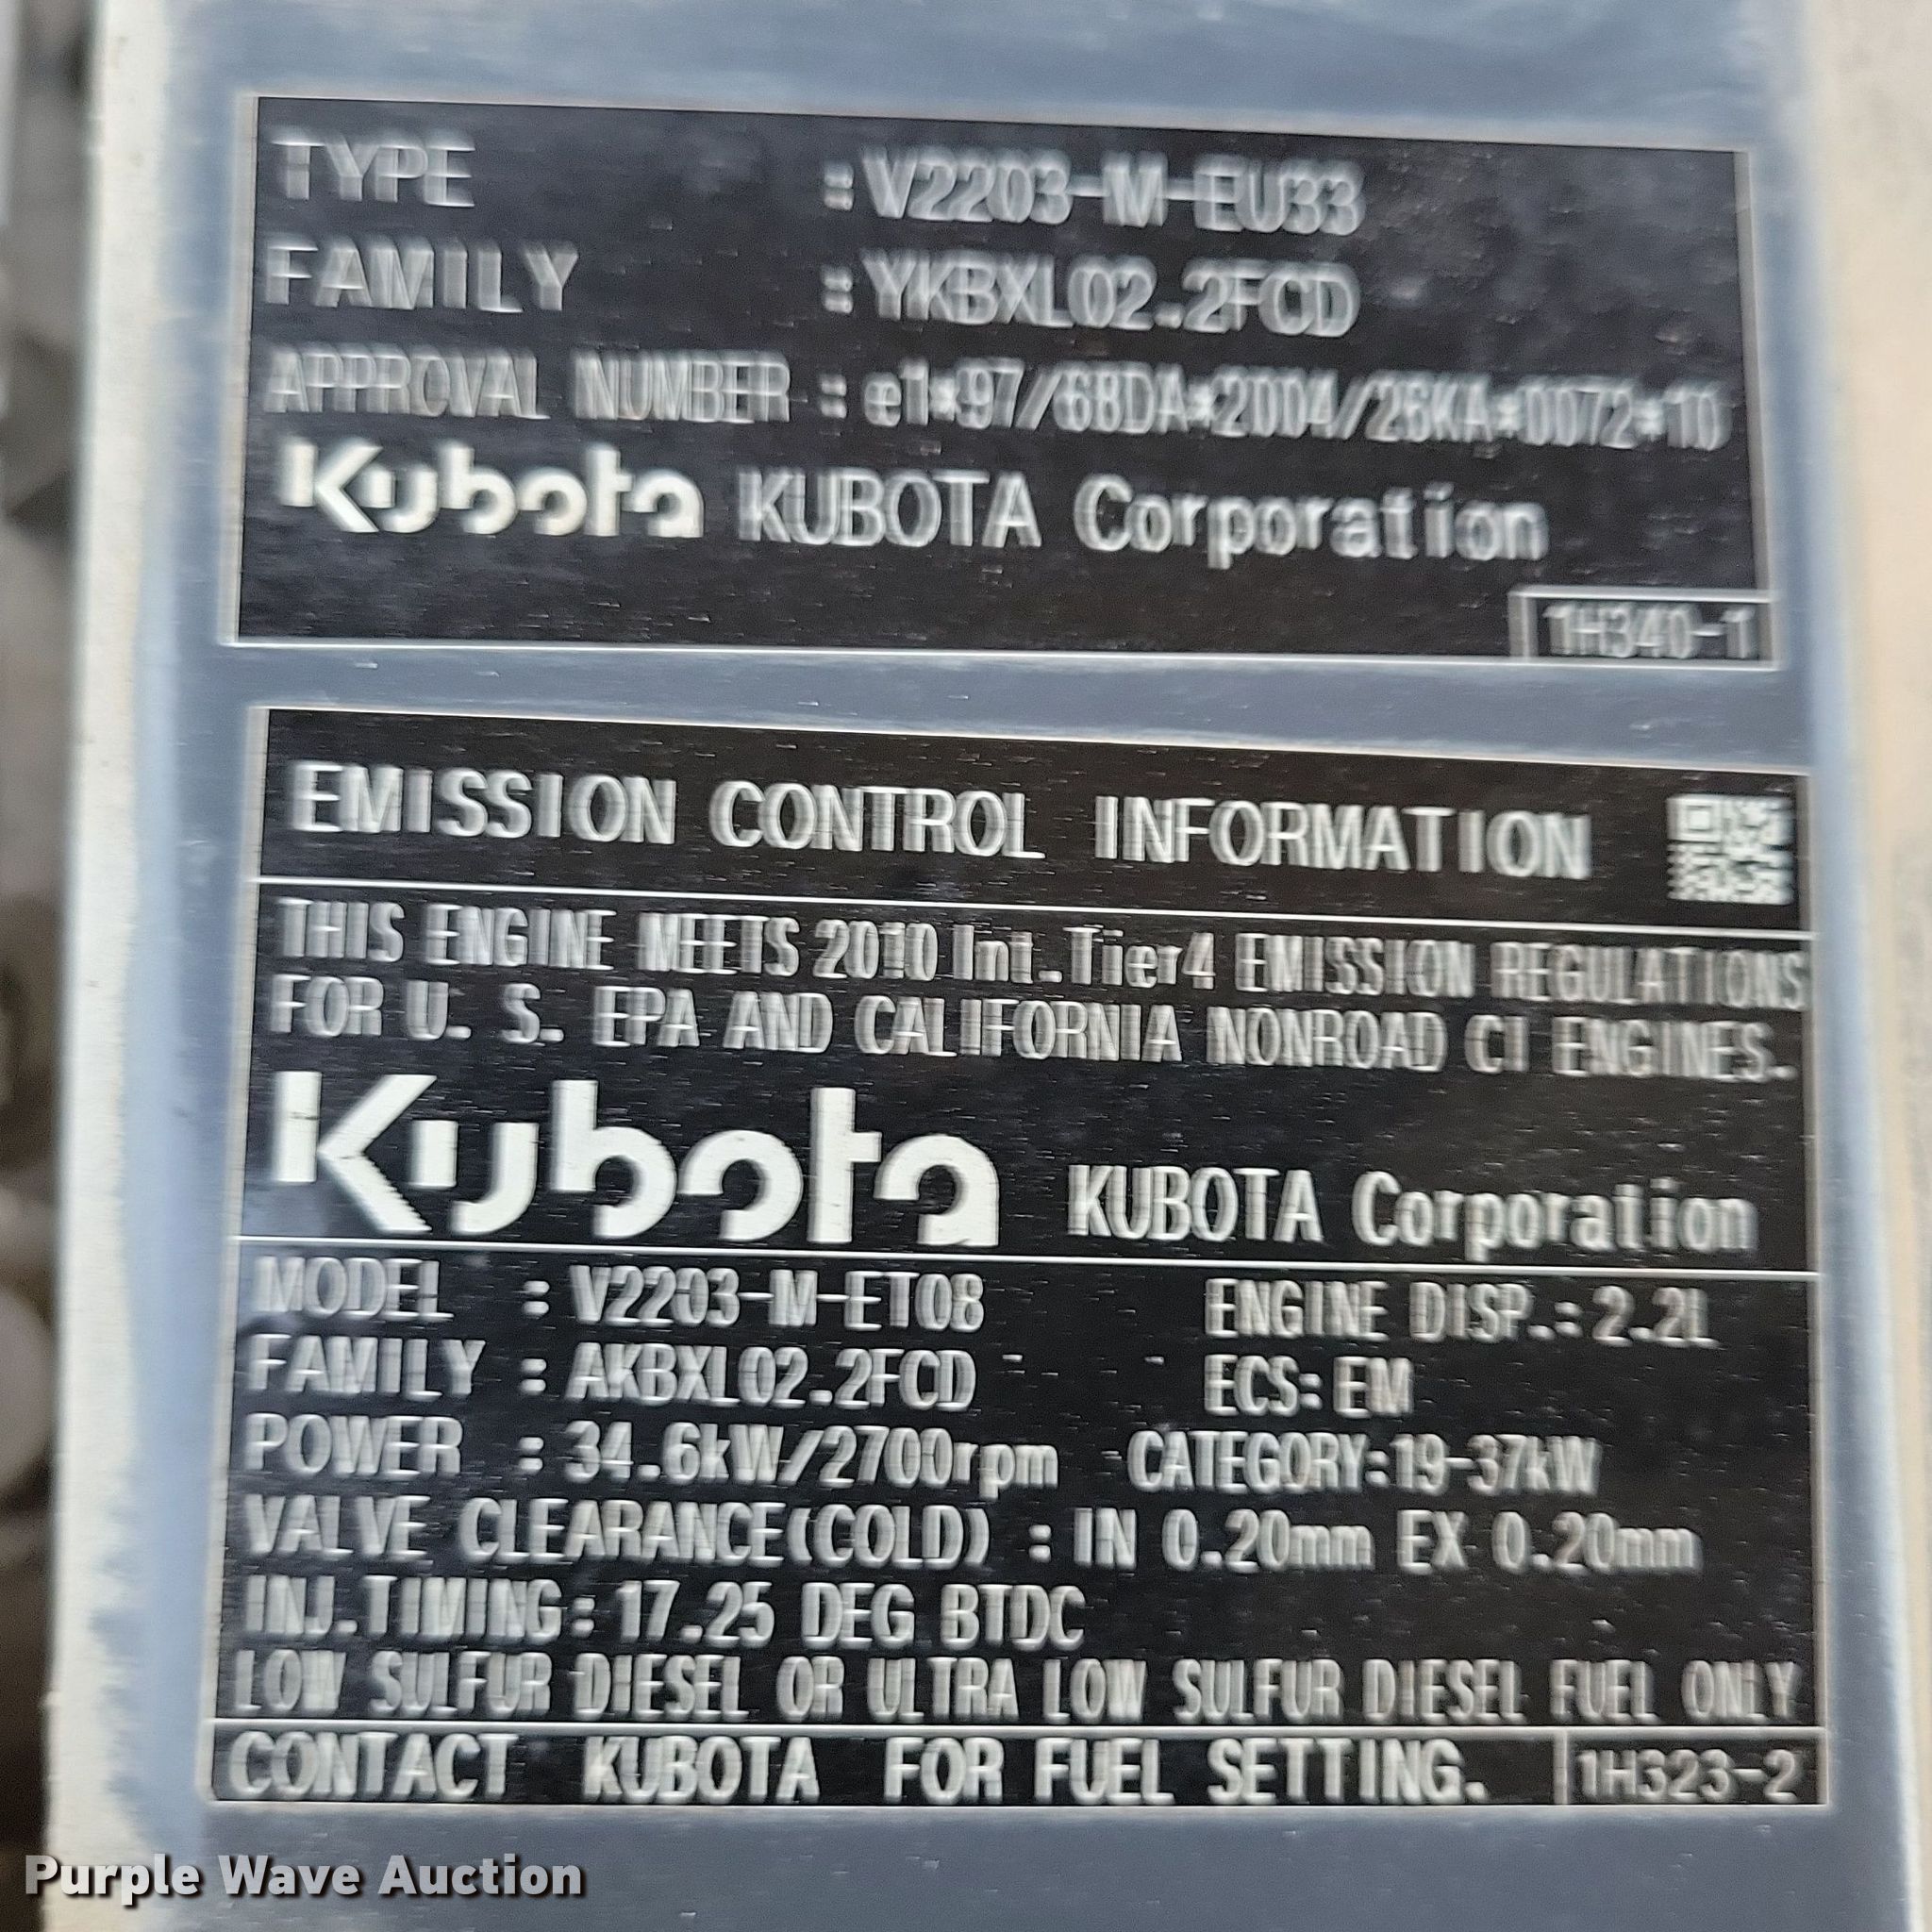 TYPE : V2203-M-EU33
FAMILY : YKBXL02.2FCD
APPROVAL NUMBER : e1*97/68DA*2004/26KA*0072*10
Kubota KUBOTA Corporation
1H340-1
EMISSION CONTROL INFORMATION
THIS ENGINE MEETS 2010 Int.Tier4 EMISSION REGULATIONS
FOR U. S. EPA AND CALIFORNIA NONROAD CI ENGINES.
Kubota KUBOTA Corporation
MODEL : V2203-M-ET08 ENGINE DISP.: 2.2L
FAMILY : AKBXL02.2FCD ECS: EM
POWER : 34.6kW/2700rpm CATEGORY:19-37kW
VALVE CLEARANCE(COLD) : IN 0.20mm EX 0.20mm
INJ.TIMING: 17.25 DEG BTDC
LOW SULFUR DIESEL OR ULTRA LOW SULFUR DIESEL FUEL ONLY
CONTACT KUBOTA FOR FUEL SETTING. 1H323-2
Purple Wave Auction